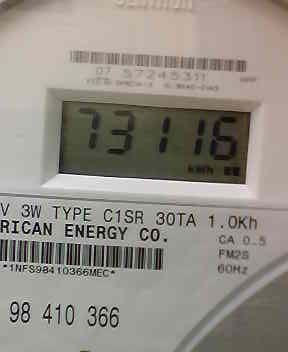 CENTRON
07 57245311
73116
kWh
V 3W TYPE C1SR 30TA 1.0Kh
RICAN ENERGY CO.
CA 0.5
FM2S
*1NFS98410366MEC*
60Hz
98 410 366